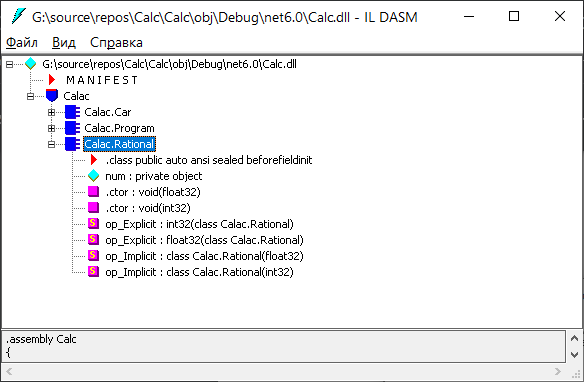 G:\source\repos\Calc\Calc\obj\Debug\net6.0\Calc.dll - IL DASM
Файл Вид Справка
G:\source\repos\Calc\Calc\obj\Debug\net6.0\Calc.dll
M A N I F E S T
Calac
Calac.Car
Calac.Program
Calac.Rational
.class public auto ansi sealed beforefieldinit
num : private object
.ctor : void(float32)
.ctor : void(int32)
op_Explicit : int32(class Calac.Rational)
op_Explicit : float32(class Calac.Rational)
op_Implicit : class Calac.Rational(float32)
op_Implicit : class Calac.Rational(int32)
.assembly Calc
{